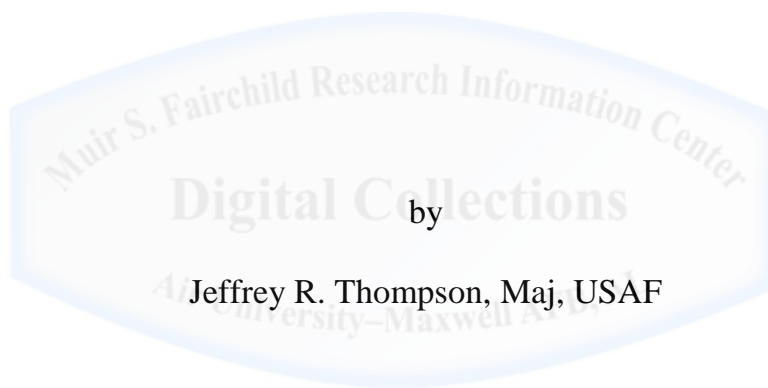 Muir S. Fairchild Research Information Center
Digital Collections
by
Jeffrey R. Thompson, Maj, USAF
University–Maxwell